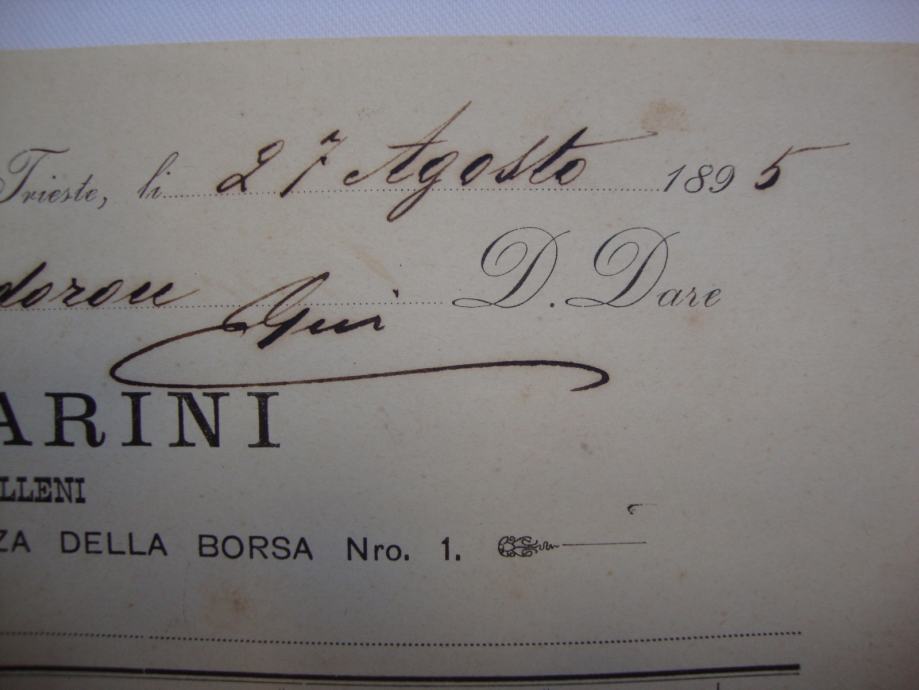 Trieste, li 27 Agosto 1895
D. Dare
ARINI
LLENI
ZA DELLA BORSA Nro. 1.